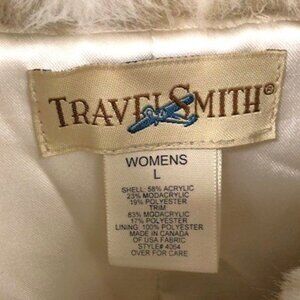 TRAVELSMITH®
WOMENS
L
SHELL: 58% ACRYLIC
23% MODACRYLIC
19% POLYESTER
TRIM
83% MODACRYLIC
17% POLYESTER
LINING: 100% POLYESTER
MADE IN CANADA
OF USA FABRIC
STYLE# 4064
OVER FOR CARE